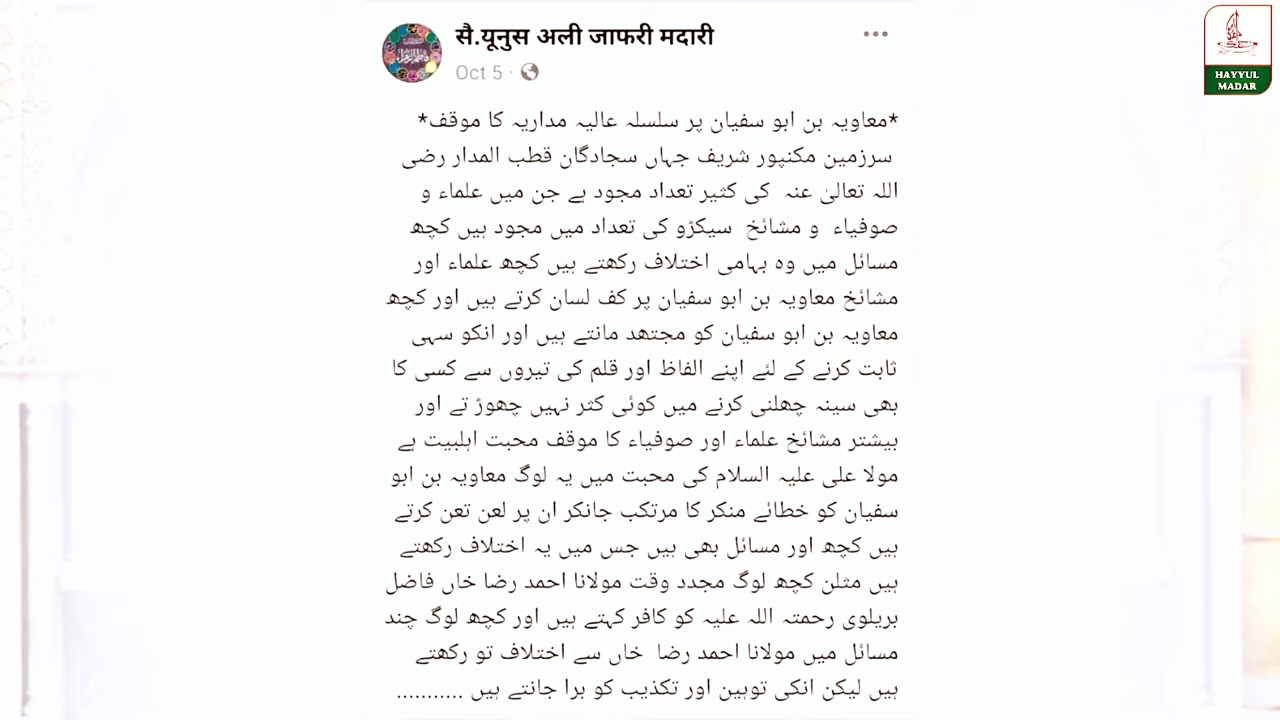 सै.यूनुस अली जाफरी मदारी
Oct 5 ·
HAYYUL
MADAR
*معاویہ بن ابو سفیان پر سلسلہ عالیہ مداریہ کا موقف*
سرزمین مکنپور شریف جہاں سجادگان قطب المدار رضی
اللہ تعالیٰ عنہ کی کثیر تعداد مجود ہے جن میں علماء و
صوفیاء و مشائخ سیکڑو کی تعداد میں مجود ہیں کچھ
مسائل میں وہ بہامی اختلاف رکھتے ہیں کچھ علماء اور
مشائخ معاویہ بن ابو سفیان پر کف لسان کرتے ہیں اور کچھ
معاویہ بن ابو سفیان کو مجتھد مانتے ہیں اور انکو سہی
ثابت کرنے کے لئے اپنے الفاظ اور قلم کی تیروں سے کسی کا
بھی سینہ چھلنی کرنے میں کوئی کثر نہیں چھوڑ تے اور
بیشتر مشائخ علماء اور صوفیاء کا موقف محبت اہلبیت ہے
مولا علی علیہ السلام کی محبت میں یہ لوگ معاویہ بن ابو
سفیان کو خطائے منکر کا مرتکب جانکر ان پر لعن تعن کرتے
ہیں کچھ اور مسائل بھی ہیں جس میں یہ اختلاف رکھتے
ہیں مثلن کچھ لوگ مجدد وقت مولانا احمد رضا خاں فاضل
بریلوی رحمتہ اللہ علیہ کو کافر کہتے ہیں اور کچھ لوگ چند
مسائل میں مولانا احمد رضا خاں سے اختلاف تو رکھتے
ہیں لیکن انکی توہین اور تکذیب کو برا جانتے ہیں ...........